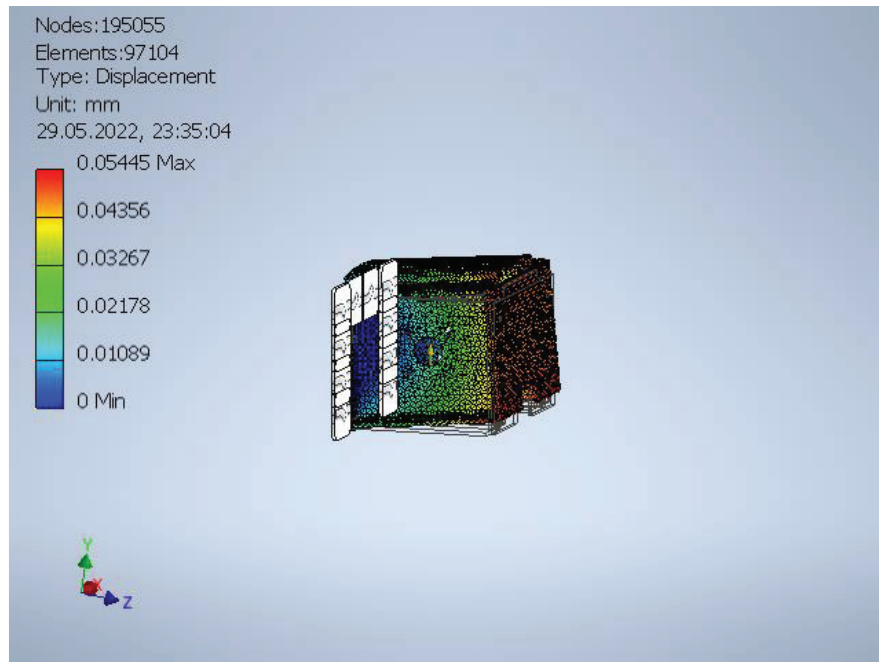 Nodes:195055
Elements:97104
Type: Displacement
Unit: mm
29.05.2022, 23:35:04
0.05445 Max
0.04356
0.03267
0.02178
0.01089
0 Min
Y
X
Z